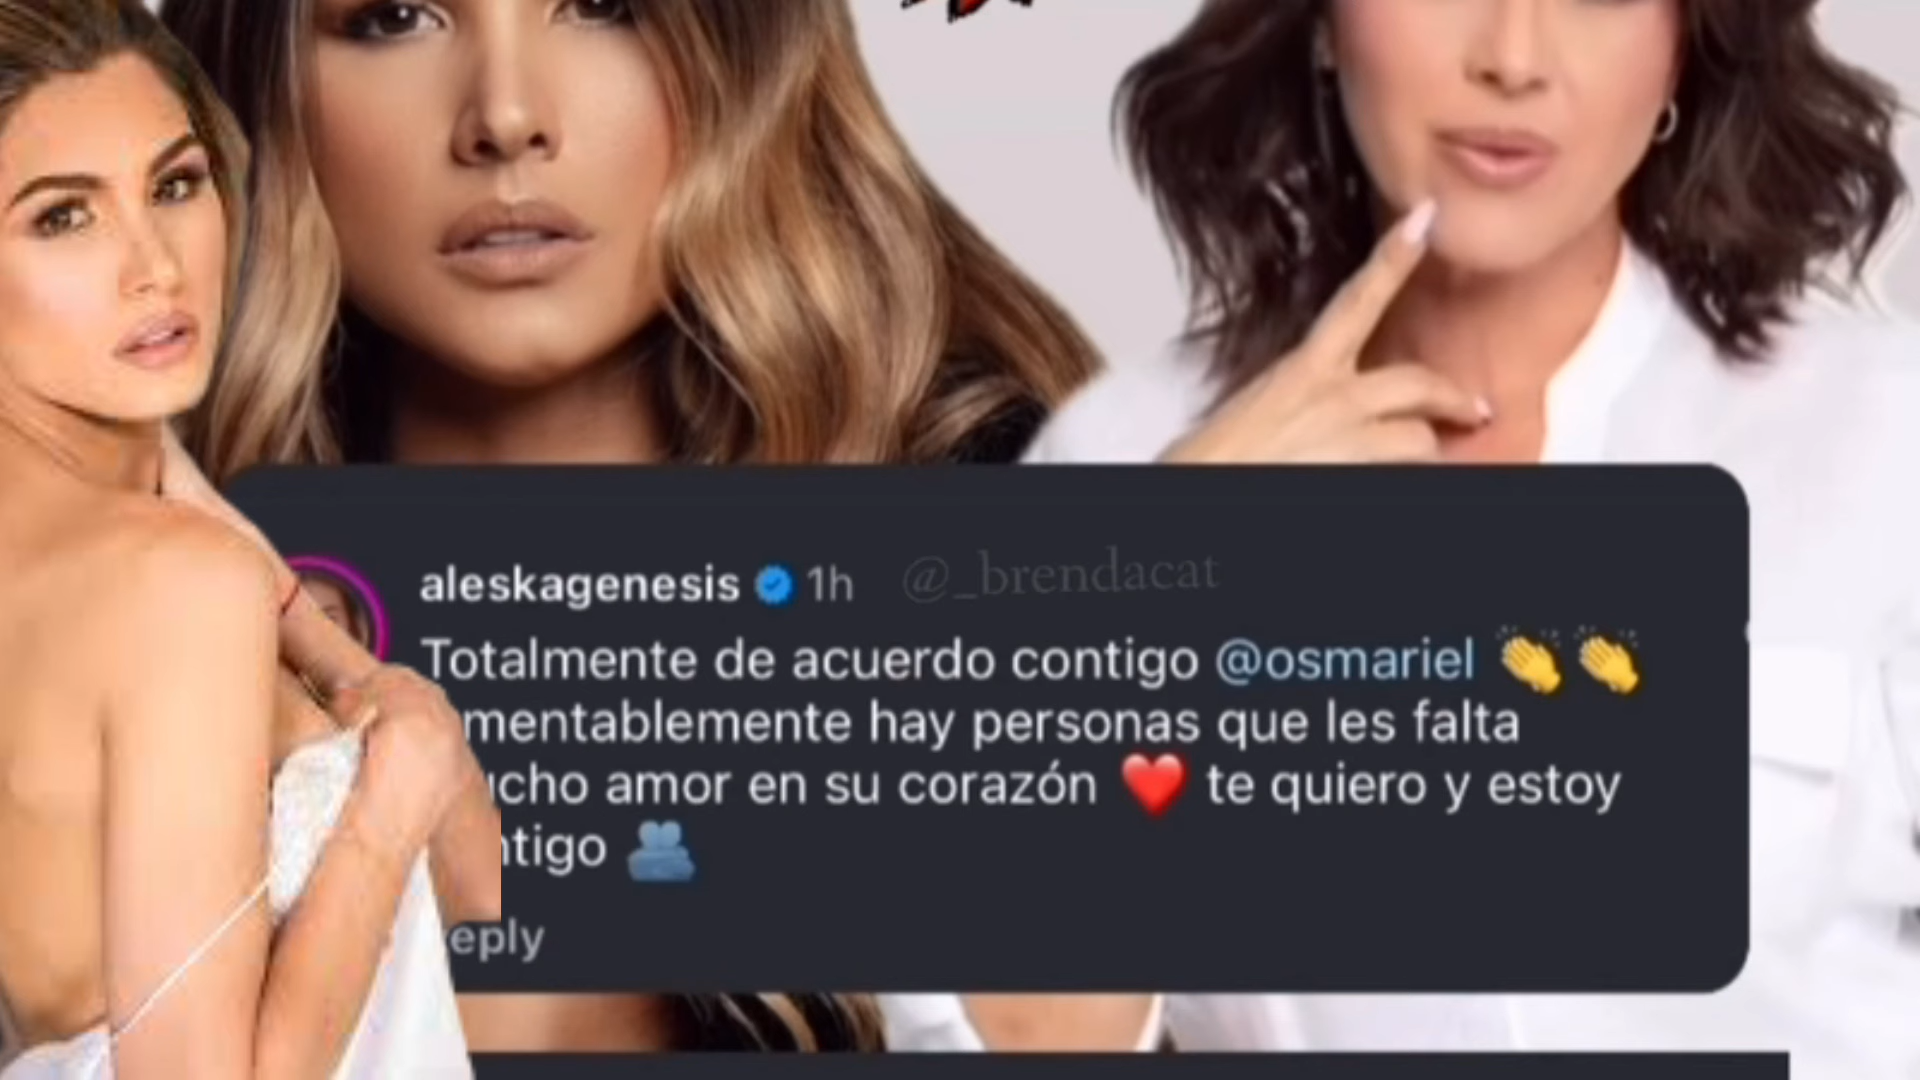 aleskagenesis 1h @_brendacat
Totalmente de acuerdo contigo @osmariel 👏👏
mentablemente hay personas que les falta
ucho amor en su corazón ❤️ te quiero y estoy
ntigo 🫂
eply